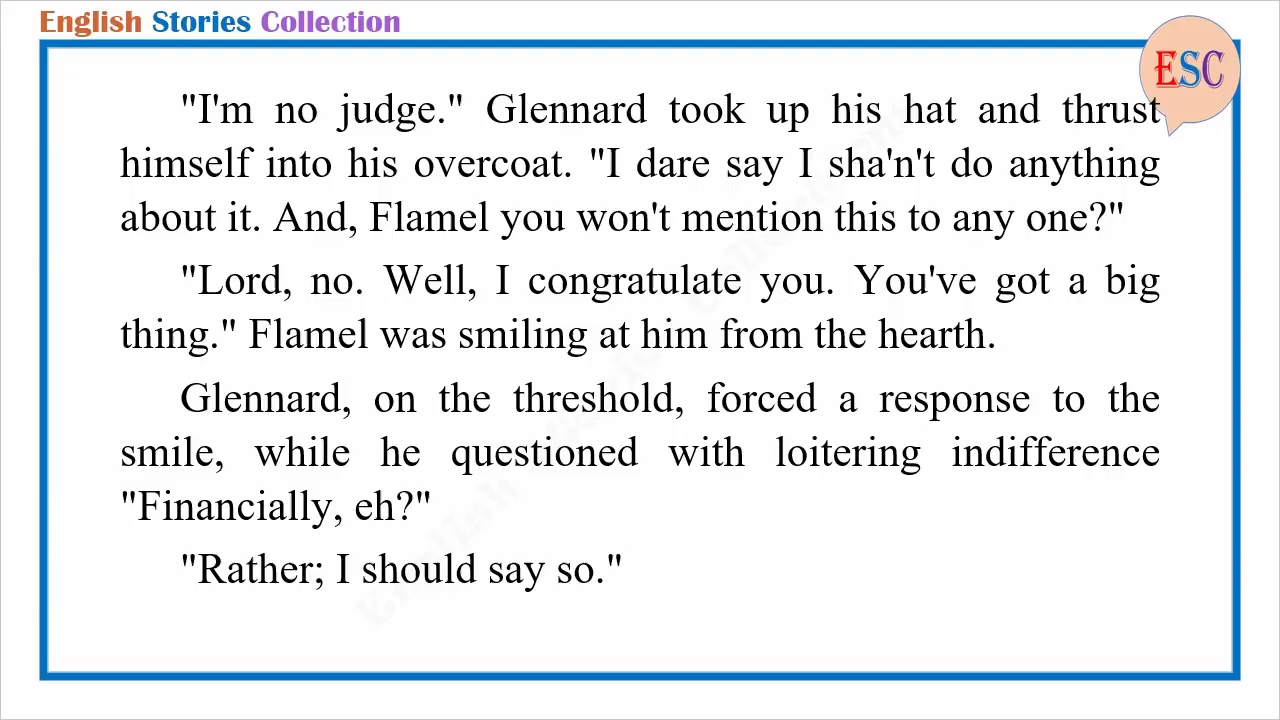 English Stories Collection
ESC
"I'm no judge." Glennard took up his hat and thrust
himself into his overcoat. "I dare say I sha'n't do anything
about it. And, Flamel you won't mention this to any one?"
"Lord, no. Well, I congratulate you. You've got a big
thing." Flamel was smiling at him from the hearth.
Glennard, on the threshold, forced a response to the
smile, while he questioned with loitering indifference
"Financially, eh?"
"Rather; I should say so."
English Stories Collection